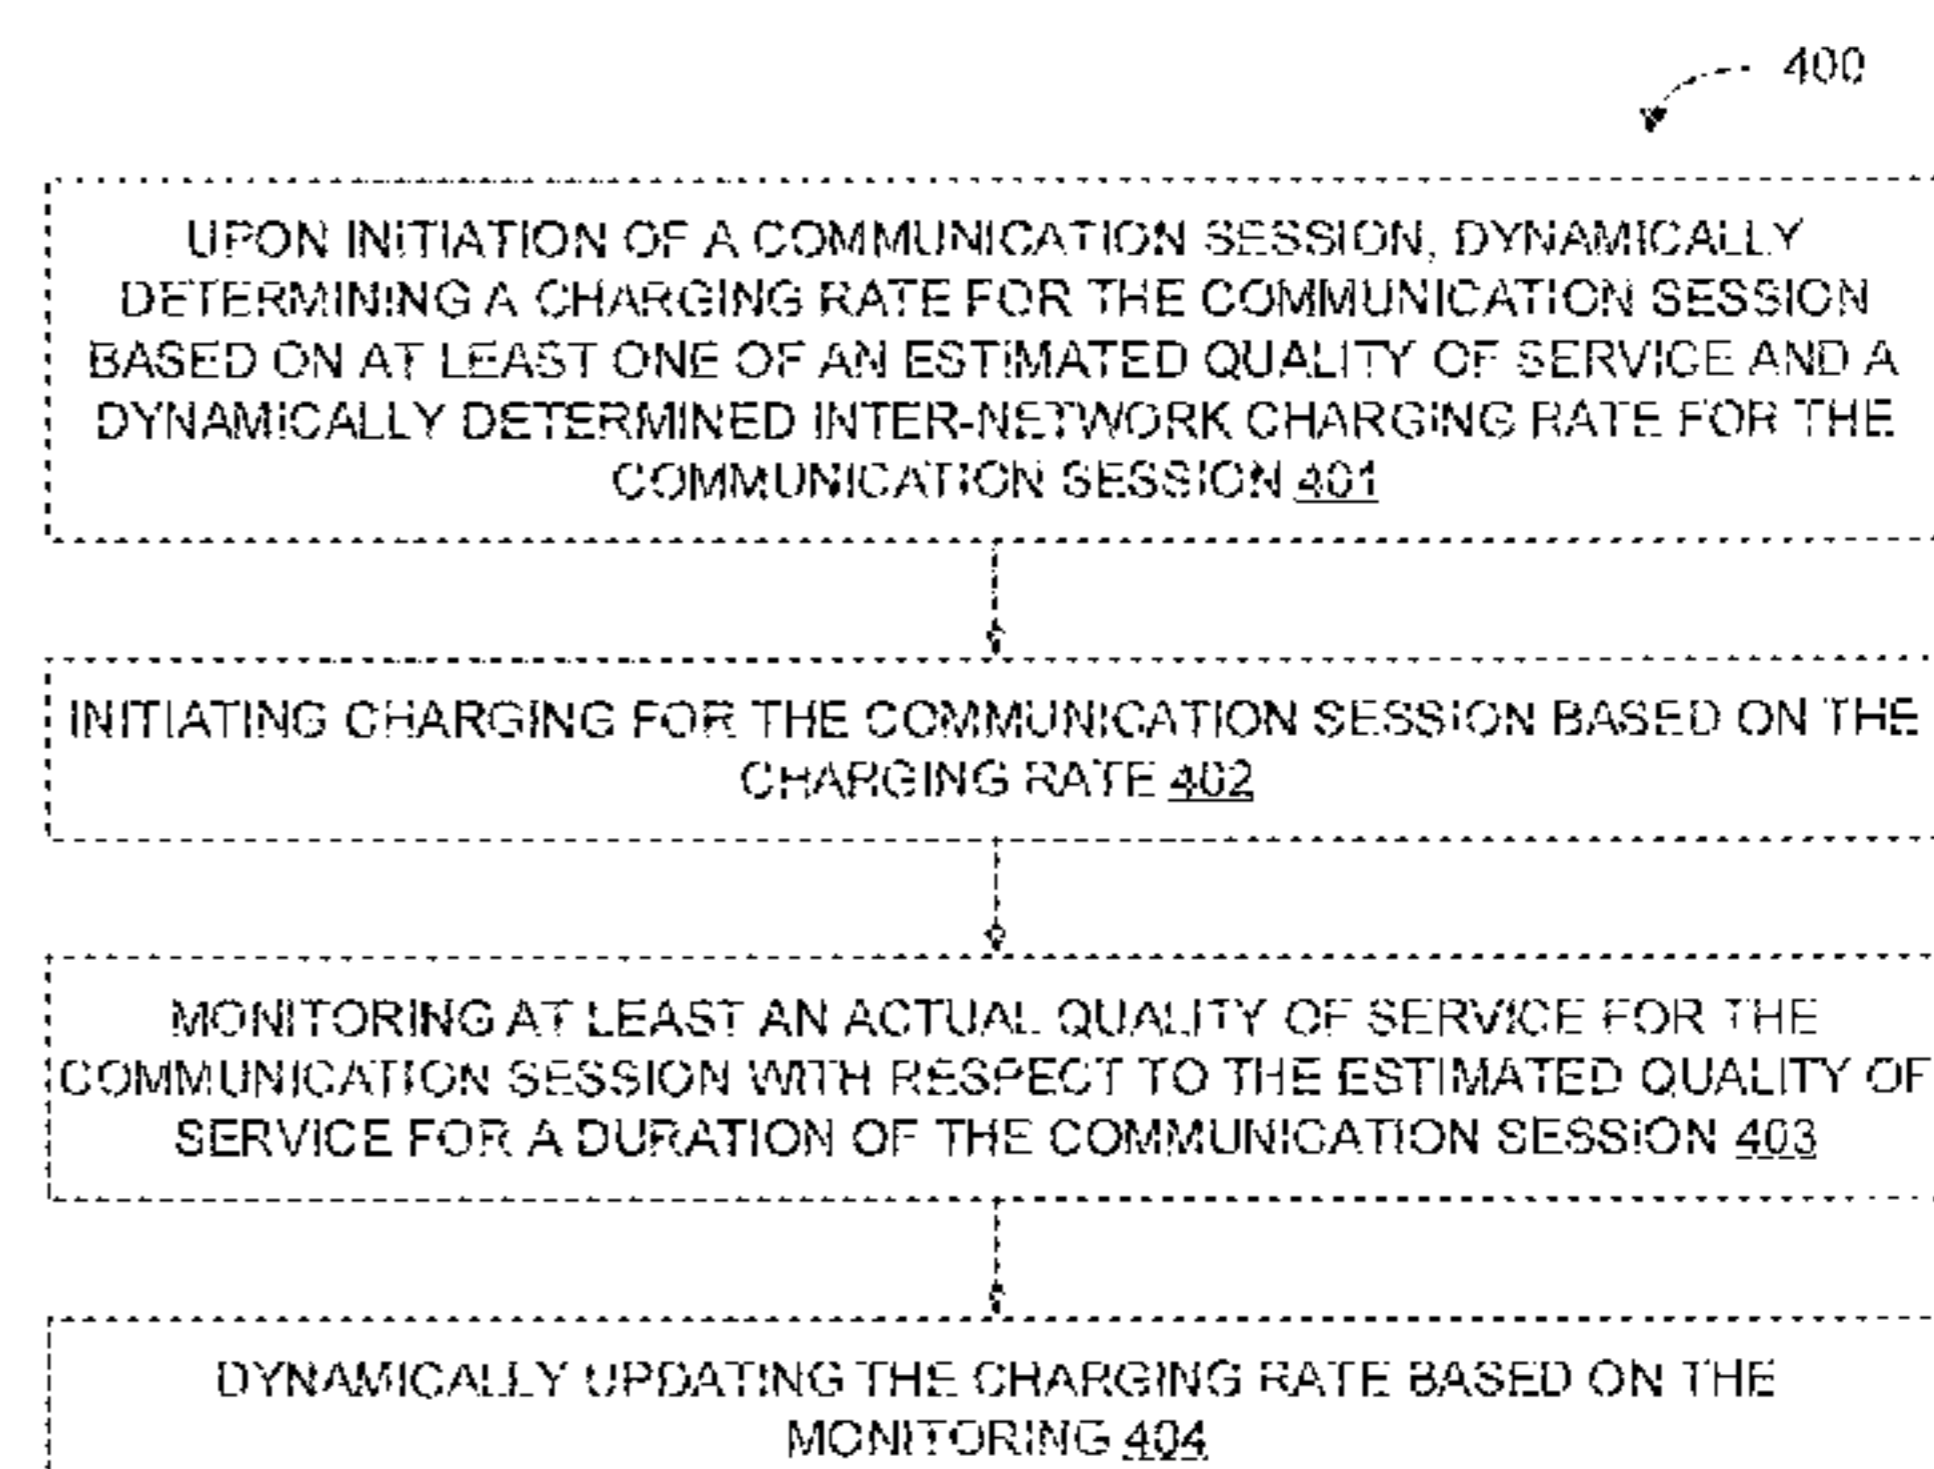 400
UPON INITIATION OF A COMMUNICATION SESSION, DYNAMICALLY
DETERMINING A CHARGING RATE FOR THE COMMUNICATION SESSION
BASED ON AT LEAST ONE OF AN ESTIMATED QUALITY OF SERVICE AND A
DYNAMICALLY DETERMINED INTER-NETWORK CHARGING RATE FOR THE
COMMUNICATION SESSION 401
INITIATING CHARGING FOR THE COMMUNICATION SESSION BASED ON THE
CHARGING RATE 402
MONITORING AT LEAST AN ACTUAL QUALITY OF SERVICE FOR THE
COMMUNICATION SESSION WITH RESPECT TO THE ESTIMATED QUALITY OF
SERVICE FOR A DURATION OF THE COMMUNICATION SESSION 403
DYNAMICALLY UPDATING THE CHARGING RATE BASED ON THE
MONITORING 404